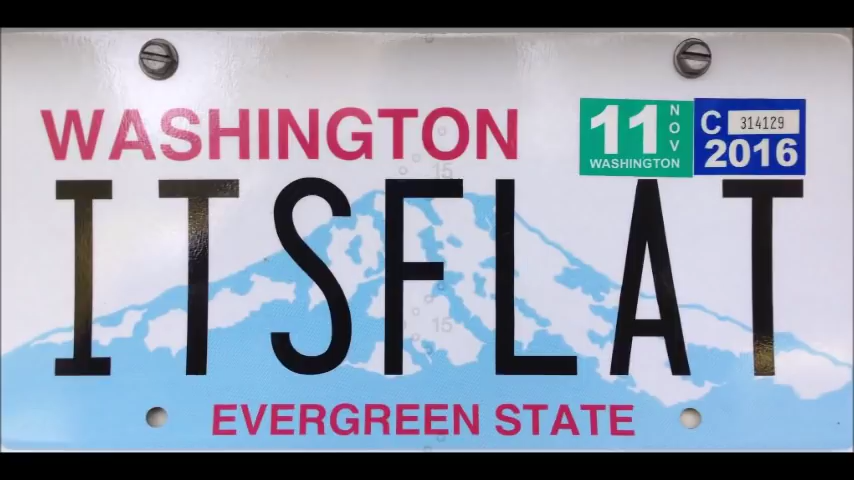 WASHINGTON
11 NOV WASHINGTON
C 314129 2016
ITSFLAT
EVERGREEN STATE